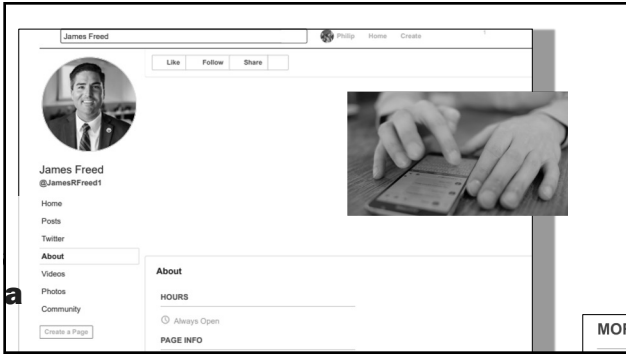 James Freed
Philip Home Create
Like Follow Share
James Freed
@JamesRFreed1
Home
Posts
Twitter
About
Videos
Photos
Community
Create a Page
a
About
HOURS
Always Open
PAGE INFO